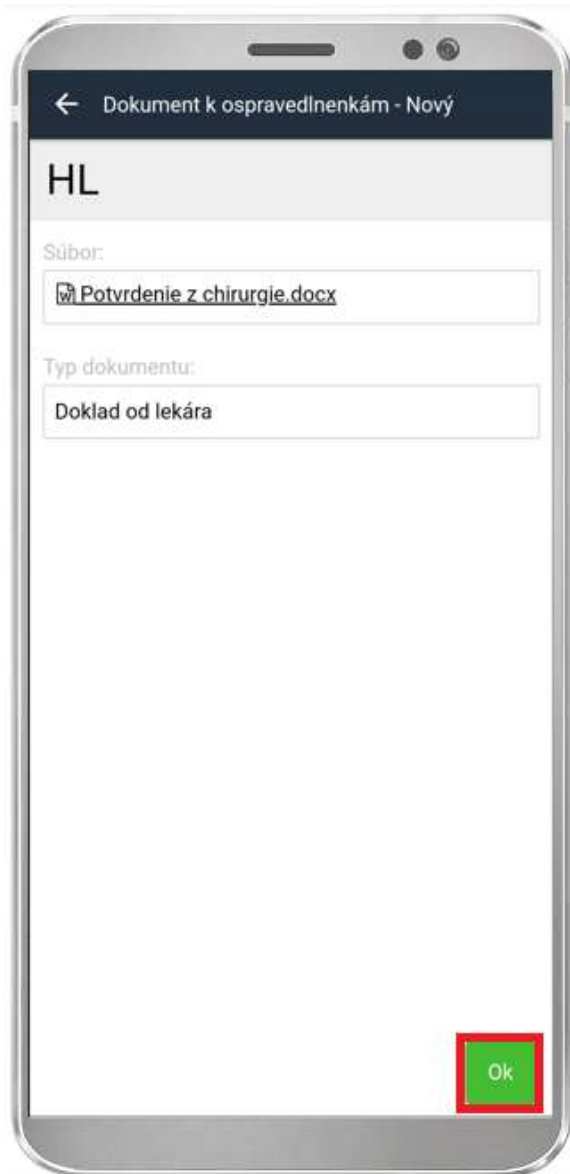 Dokument k ospravedlnenkám - Nový
HL
Súbor:
Potvrdenie z chirurgie.docx
Typ dokumentu:
Doklad od lekára
Ok